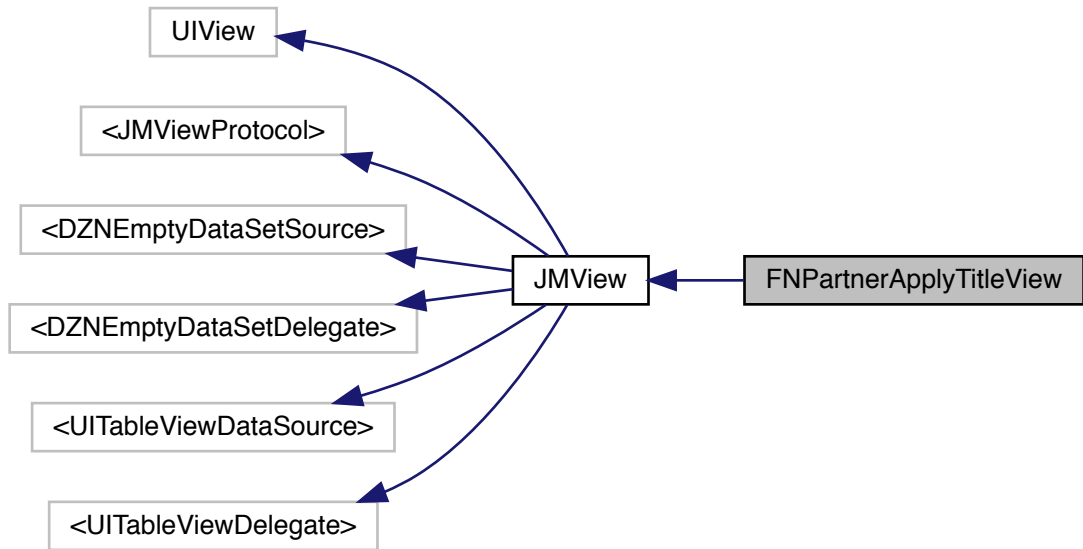 UIView
<JMViewProtocol>
<DZNEmptyDataSetSource>
JMView
FNPartnerApplyTitleView
<DZNEmptyDataSetDelegate>
<UITableViewDataSource>
<UITableViewDelegate>